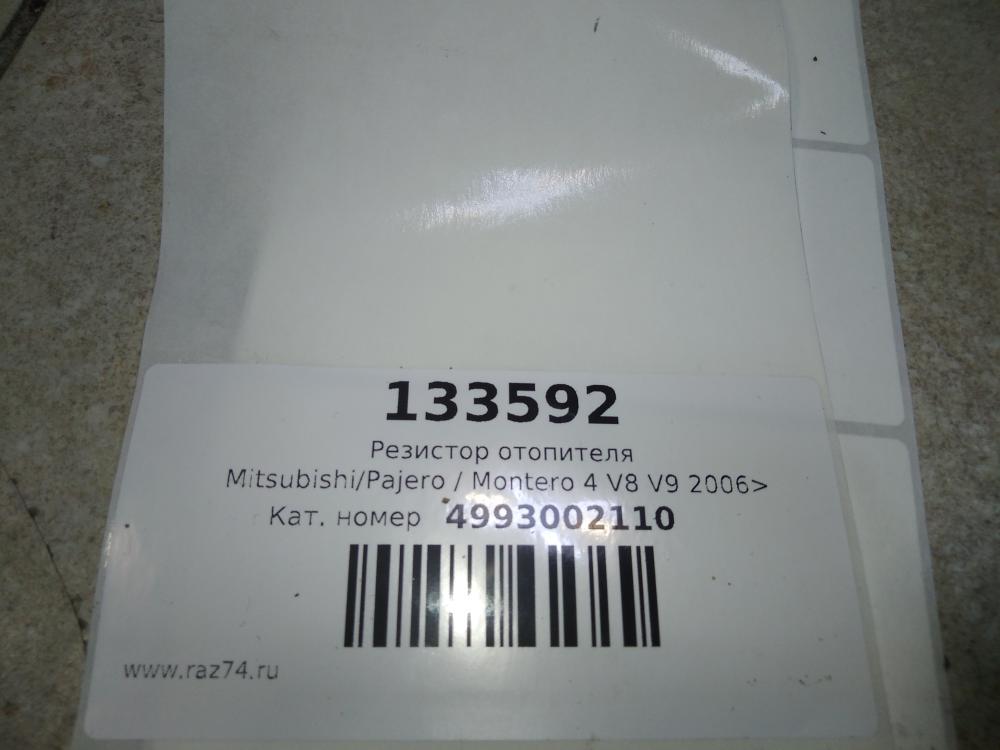 133592
Резистор отопителя
Mitsubishi/Pajero / Montero 4 V8 V9 2006>
Кат. номер 4993002110
www.raz74.ru